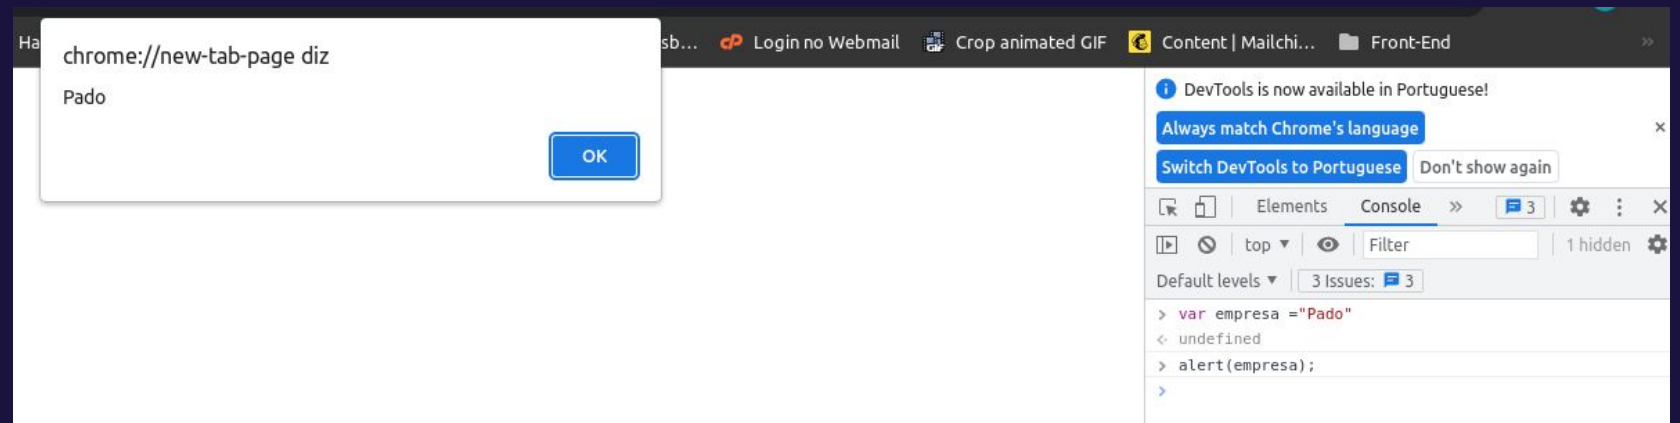 Ha
sb... Login no Webmail Crop animated GIF Content | Mailchi... Front-End »
chrome://new-tab-page diz
Pado
OK
DevTools is now available in Portuguese!
Always match Chrome's language ×
Switch DevTools to Portuguese Don't show again
Elements Console » 3
top Filter 1 hidden
Default levels 3 Issues: 3
> var empresa ="Pado"
undefined
> alert(empresa);
>